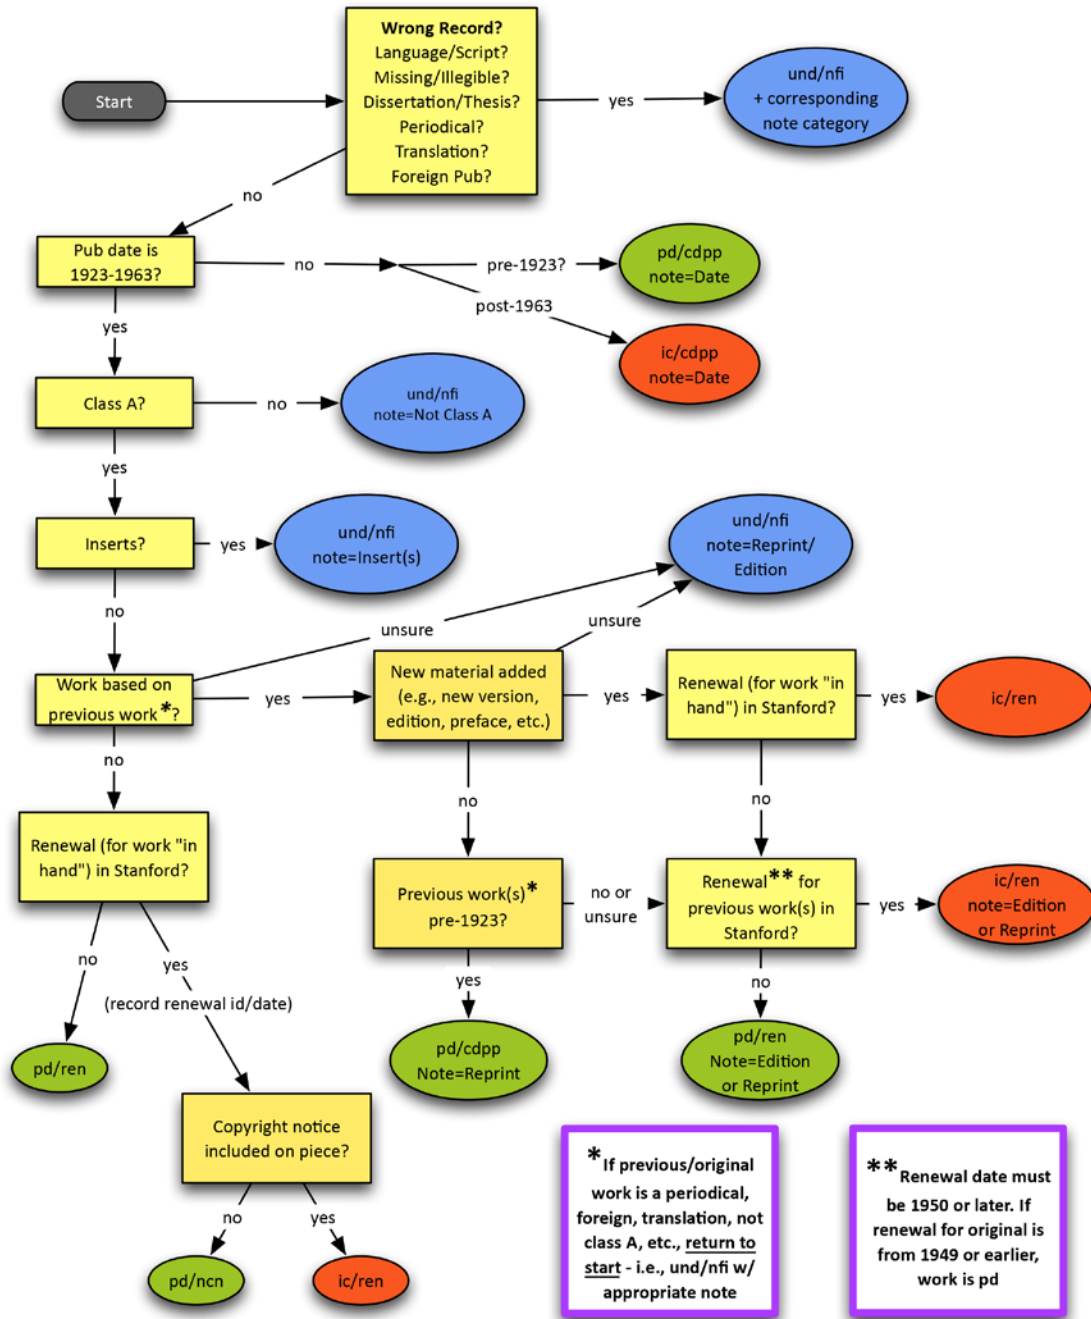 Wrong Record?
Language/Script?
Missing/Illegible?
Dissertation/Thesis?
Periodical?
Translation?
Foreign Pub?
Start
yes
und/nfi
+ corresponding
note category
no
Pub date is
1923-1963?
no
pre-1923?
pd/cdpp
note=Date
post-1963
ic/cdpp
note=Date
yes
Class A?
no
und/nfi
note=Not Class A
yes
Inserts?
yes
und/nfi
note=Insert(s)
und/nfi
note=Reprint/
Edition
no
unsure
unsure
Work based on
previous work*?
yes
New material added
(e.g., new version,
edition, preface, etc.)
yes
Renewal (for work "in
hand") in Stanford?
yes
ic/ren
no
no
no
Renewal (for work "in
hand") in Stanford?
Previous work(s)*
pre-1923?
no or
unsure
Renewal** for
previous work(s) in
Stanford?
yes
ic/ren
note=Edition
or Reprint
no
yes
(record renewal id/date)
yes
no
pd/ren
pd/cdpp
Note=Reprint
pd/ren
Note=Edition
or Reprint
Copyright notice
included on piece?
no
yes
pd/ncn
ic/ren
*If previous/original
work is a periodical,
foreign, translation, not
class A, etc., return to
start - i.e., und/nfi w/
appropriate note
**Renewal date must
be 1950 or later. If
renewal for original is
from 1949 or earlier,
work is pd